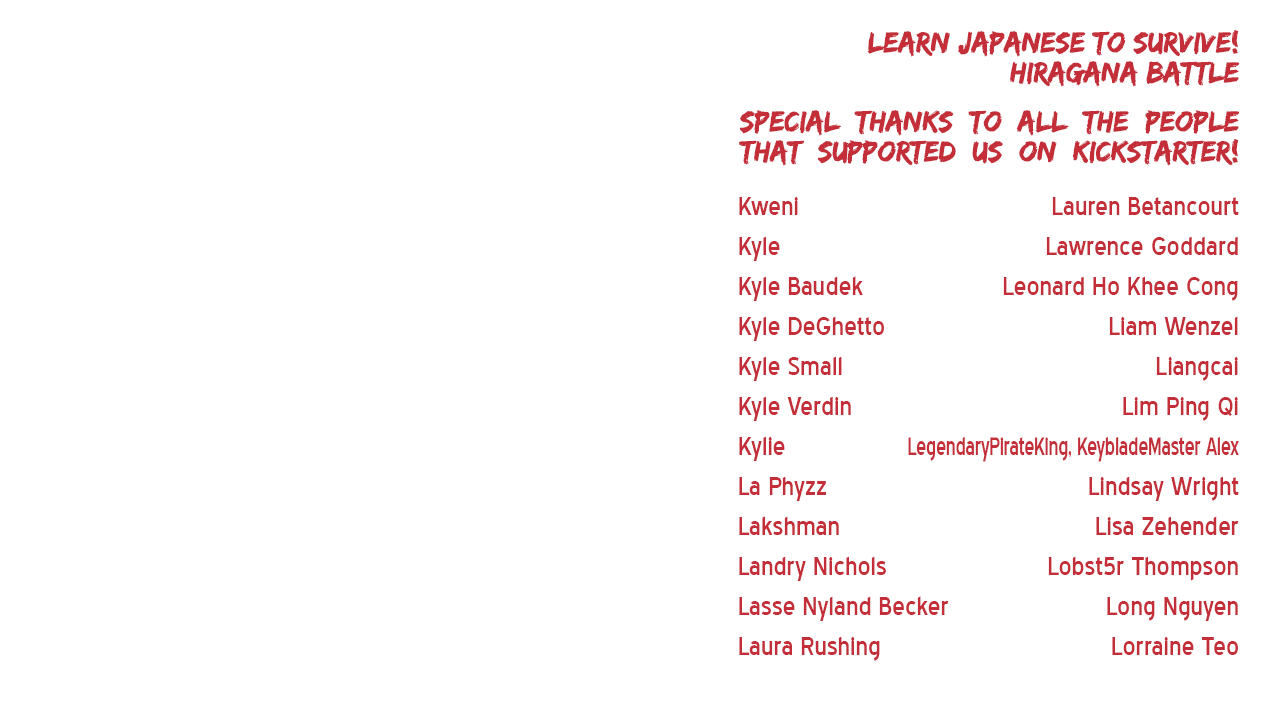 LEARN JAPANESE TO SURVIVE!
HIRAGANA BATTLE
SPECIAL THANKS TO ALL THE PEOPLE
THAT SUPPORTED US ON KICKSTARTER!
Kweni Lauren Betancourt
Kyle Lawrence Goddard
Kyle Baudek Leonard Ho Khee Cong
Kyle DeGhetto Liam Wenzel
Kyle Small Liangcai
Kyle Verdin Lim Ping Qi
Kylie LegendaryPirateKing, KeybladeMaster Alex
La Phyzz Lindsay Wright
Lakshman Lisa Zehender
Landry Nichols Lobst5r Thompson
Lasse Nyland Becker Long Nguyen
Laura Rushing Lorraine Teo